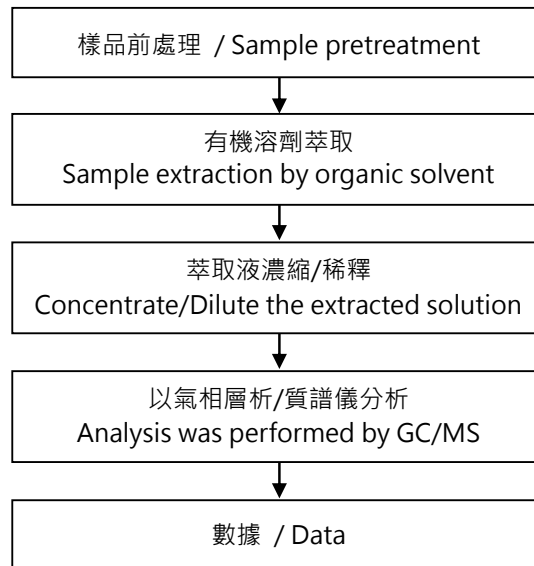 樣品前處理 / Sample pretreatment
有機溶劑萃取
Sample extraction by organic solvent
萃取液濃縮/稀釋
Concentrate/Dilute the extracted solution
以氣相層析/質譜儀分析
Analysis was performed by GC/MS
數據 / Data